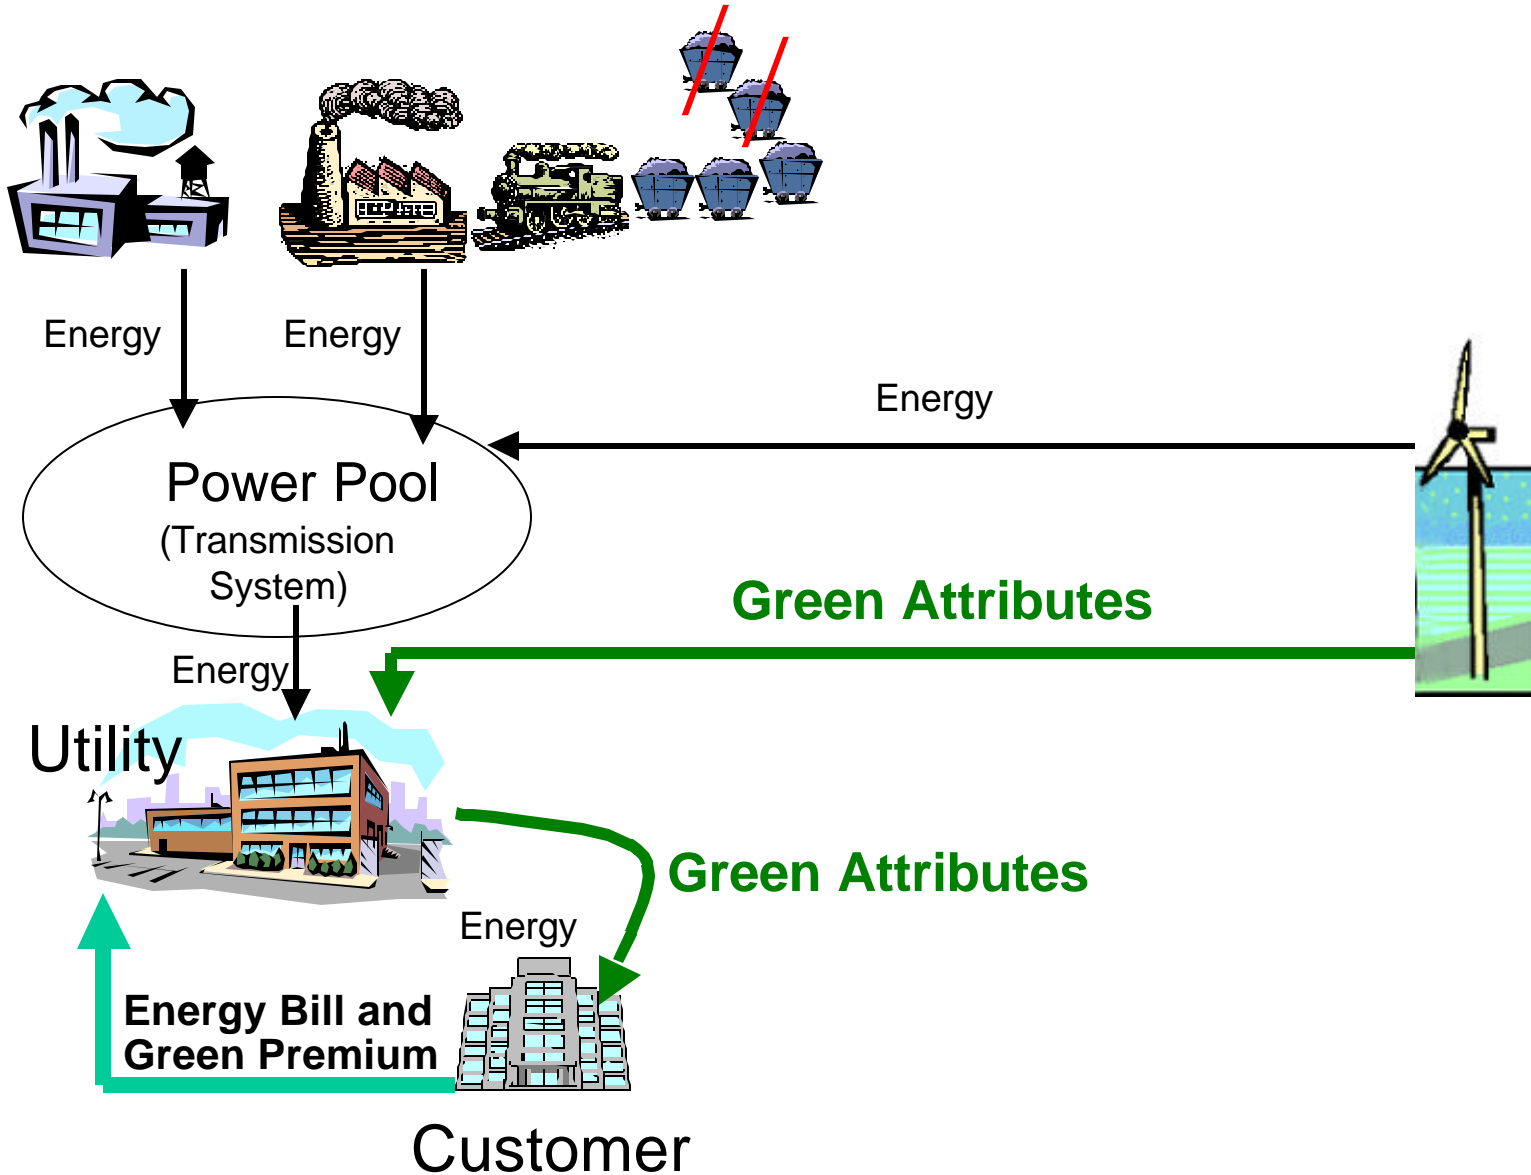 Energy
Energy
Energy
Power Pool
(Transmission
System)
Green Attributes
Energy
Utility
Green Attributes
Energy
Energy Bill and
Green Premium
Customer